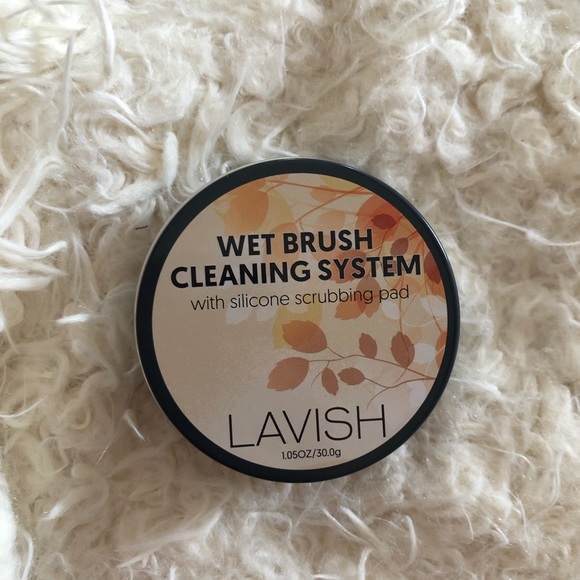 WET BRUSH
CLEANING SYSTEM
with silicone scrubbing pad
LAVISH
1.05OZ/30.0g